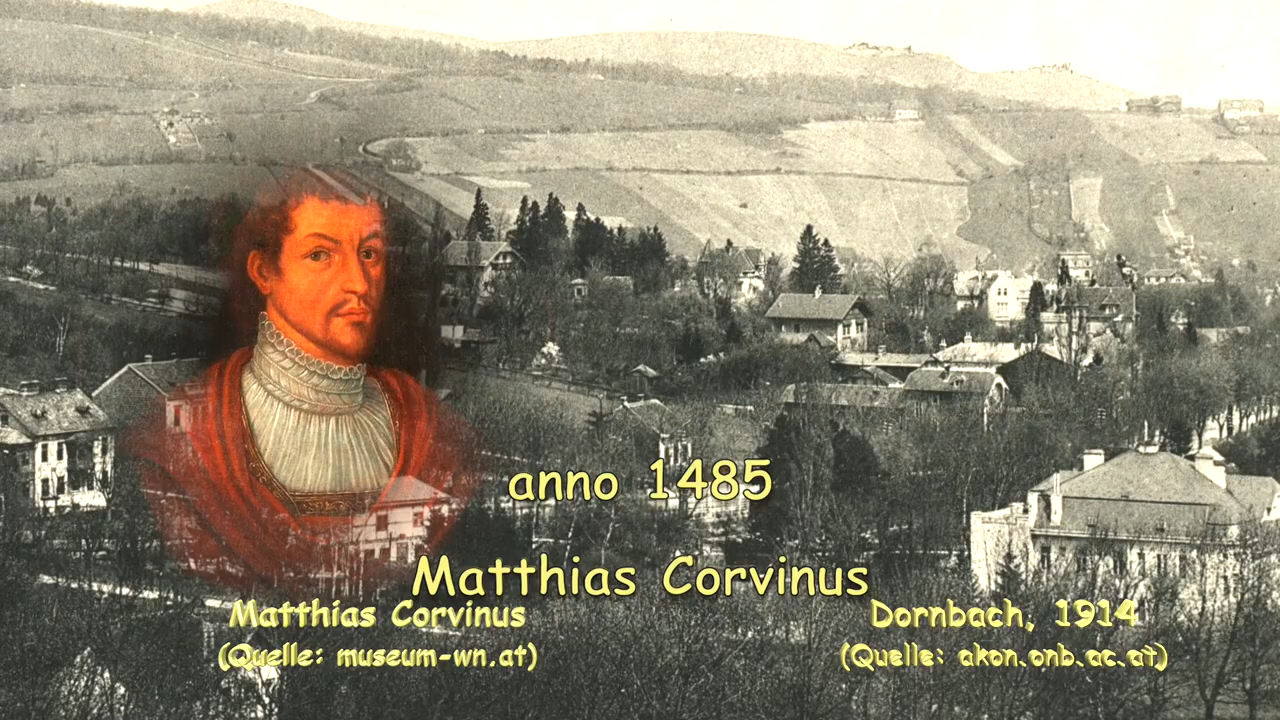 anno 1485
Matthias Corvinus
Matthias Corvinus
(Quelle: museum-wn.at)
Dornbach, 1914
(Quelle: akon.onb.ac.at)